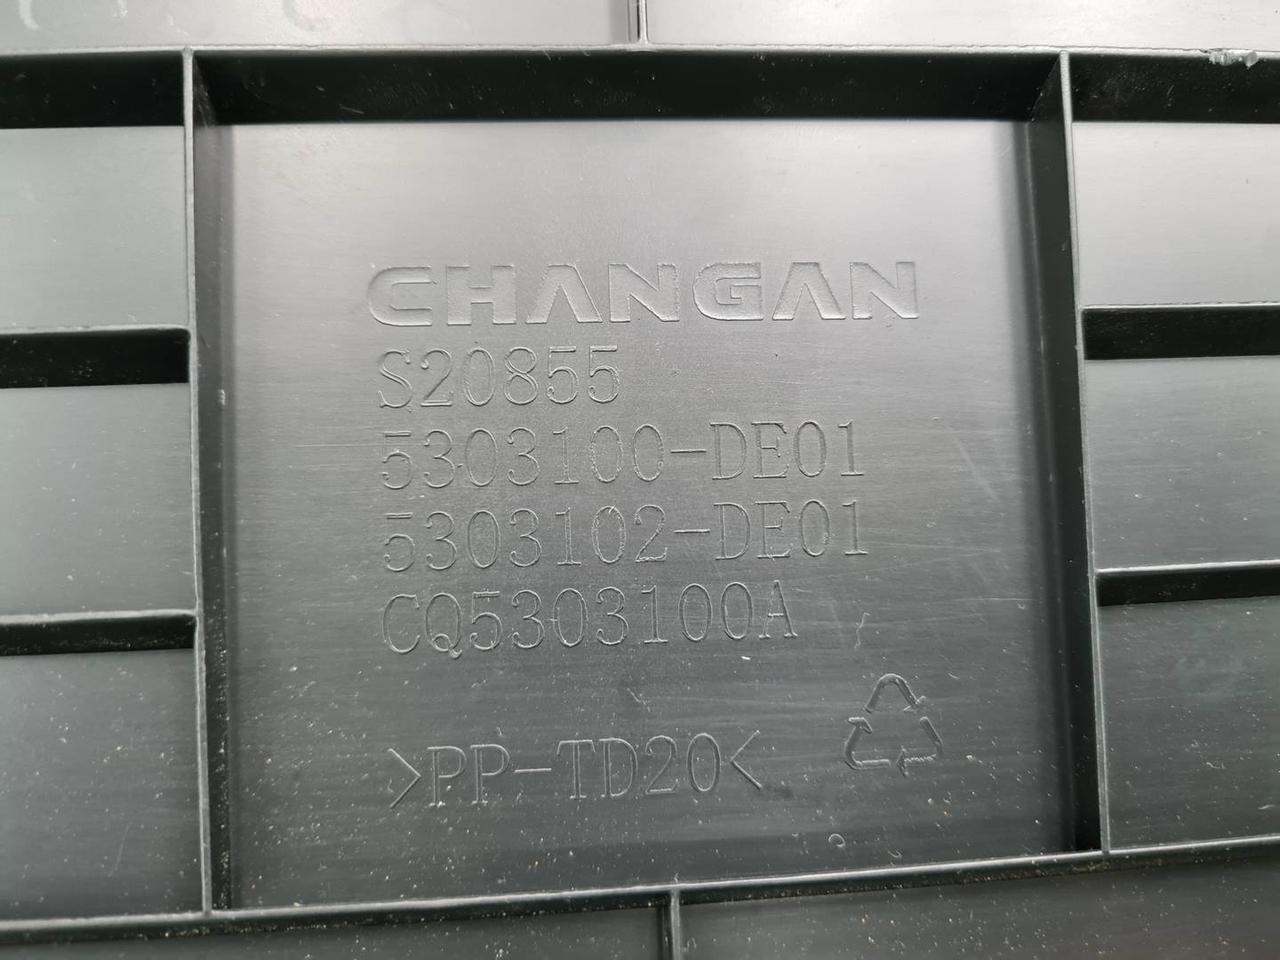 CHANGAN
S20855
5303100-DE01
5303102-DE01
CQ5303100A
>PP-TD20<